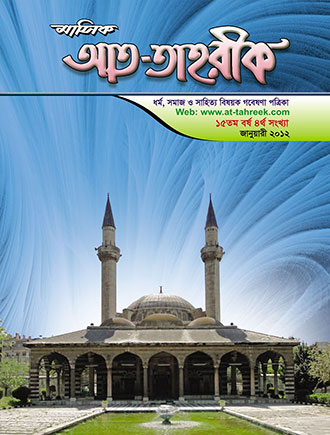 মাসিক
আত-তাহরীক
ধর্ম, সমাজ ও সাহিত্য বিষয়ক গবেষণা পত্রিকা
Web: www.at-tahreek.com
১৫তম বর্ষ ৪র্থ সংখ্যা
জানুয়ারী ২০১২